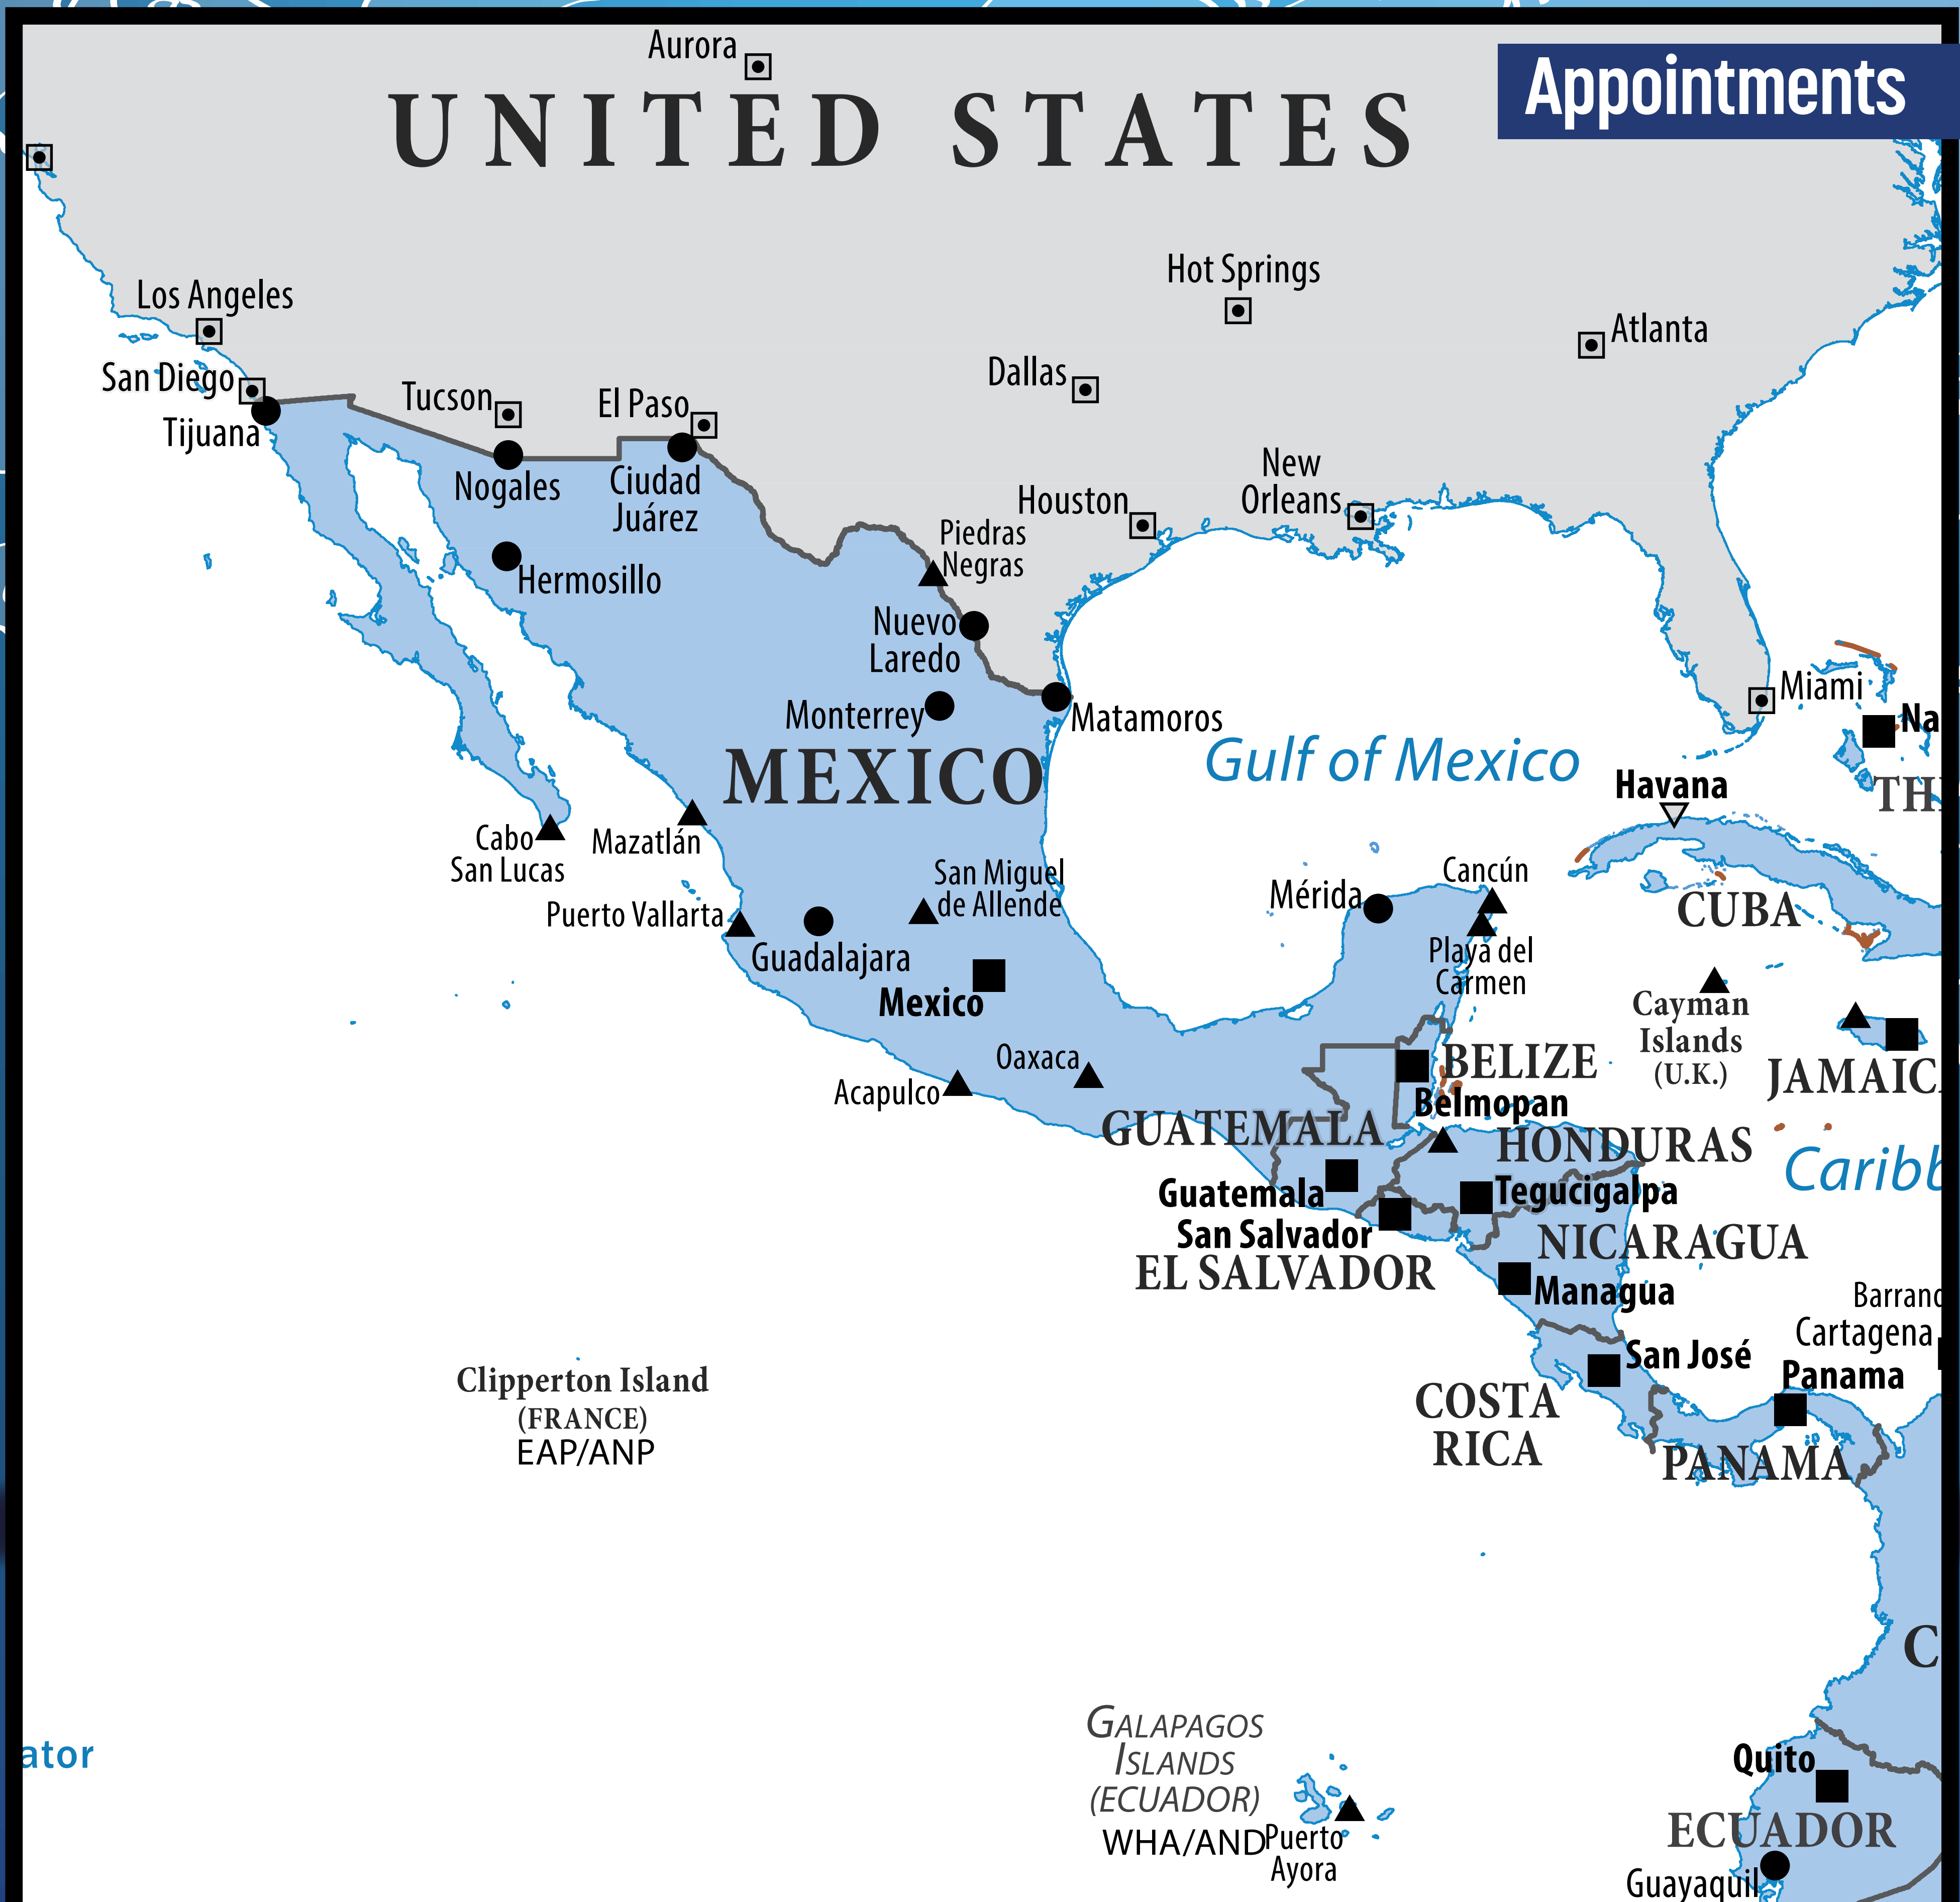 Aurora
UNITED STATES
Appointments
Los Angeles
Hot Springs
Atlanta
San Diego
Tijuana
Tucson
El Paso
Dallas
Nogales
Ciudad
Juárez
Houston
New
Orleans
Piedras
Negras
Hermosillo
Nuevo
Laredo
Monterrey
Matamoros
Miami
Na
MEXICO
Gulf of Mexico
Havana
TH
Cabo
San Lucas
Mazatlán
San Miguel
de Allende
Cancún
Mérida
Puerto Vallarta
CUBA
Guadalajara
Playa del
Carmen
Mexico
Cayman
Islands
(U.K.)
Oaxaca
Acapulco
BELIZE
JAMAIC
Belmopan
GUATEMALA
HONDURAS
Caribb
Guatemala
Tegucigalpa
San Salvador
EL SALVADOR
NICARAGUA
Managua
Barranc
Cartagena
San José
Panama
Clipperton Island
(FRANCE)
EAP/ANP
COSTA
RICA
PANAMA
C
GALAPAGOS
ISLANDS
(ECUADOR)
WHA/AND
Puerto
Ayora
ator
Quito
ECUADOR
Guayaquil